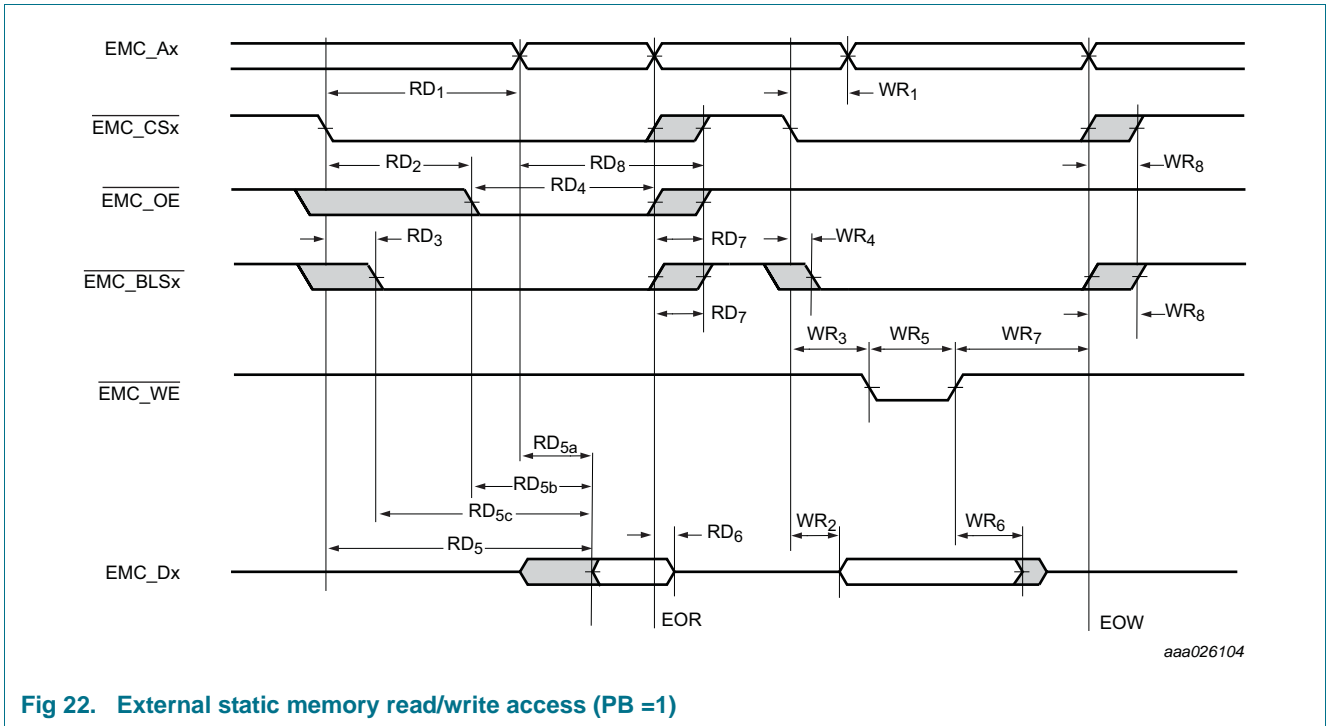 EMC_Ax
RD1
WR1
EMC_CSx
RD2
RD8
WR8
RD4
EMC_OE
RD3
RD7
WR4
EMC_BLSx
RD7
WR8
WR3
WR5
WR7
EMC_WE
RD5a
RD5b
RD5c
WR2
WR6
RD6
RD5
EMC_Dx
EOR
EOW
aaa026104
Fig 22. External static memory read/write access (PB =1)